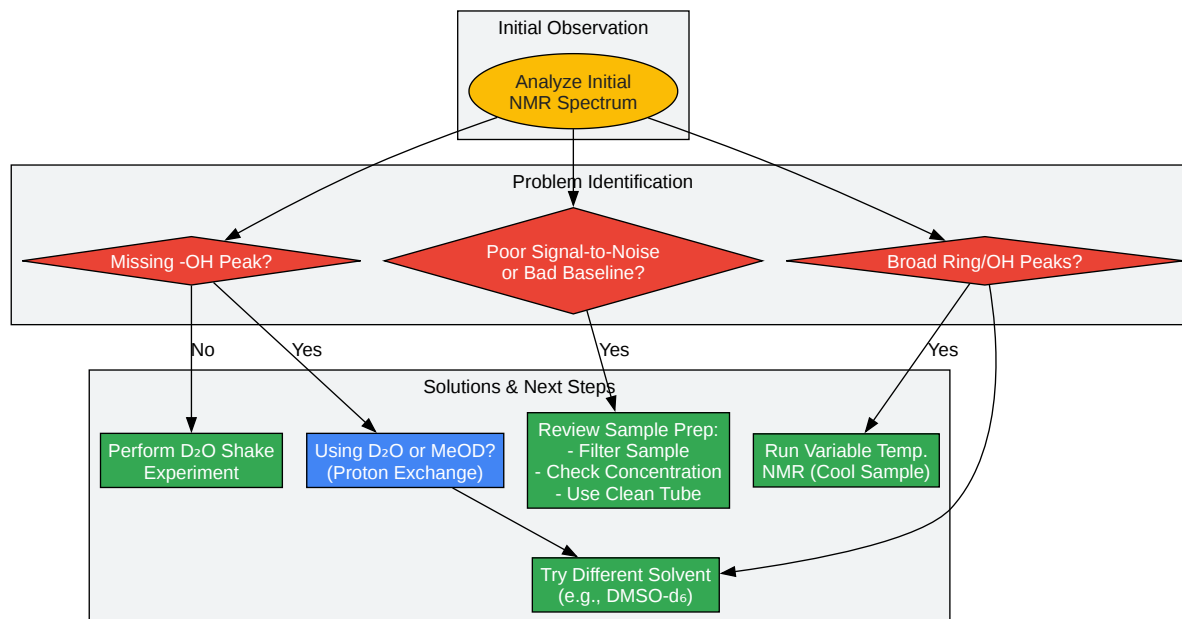 Initial Observation
Analyze Initial
NMR Spectrum
Problem Identification
Missing -OH Peak?
Poor Signal-to-Noise
or Bad Baseline?
Broad Ring/OH Peaks?
No
Yes
Yes
Yes
Solutions & Next Steps
Perform D₂O Shake
Experiment
Using D₂O or MeOD?
(Proton Exchange)
Review Sample Prep:
- Filter Sample
- Check Concentration
- Use Clean Tube
Run Variable Temp.
NMR (Cool Sample)
Try Different Solvent
(e.g., DMSO-d₆)